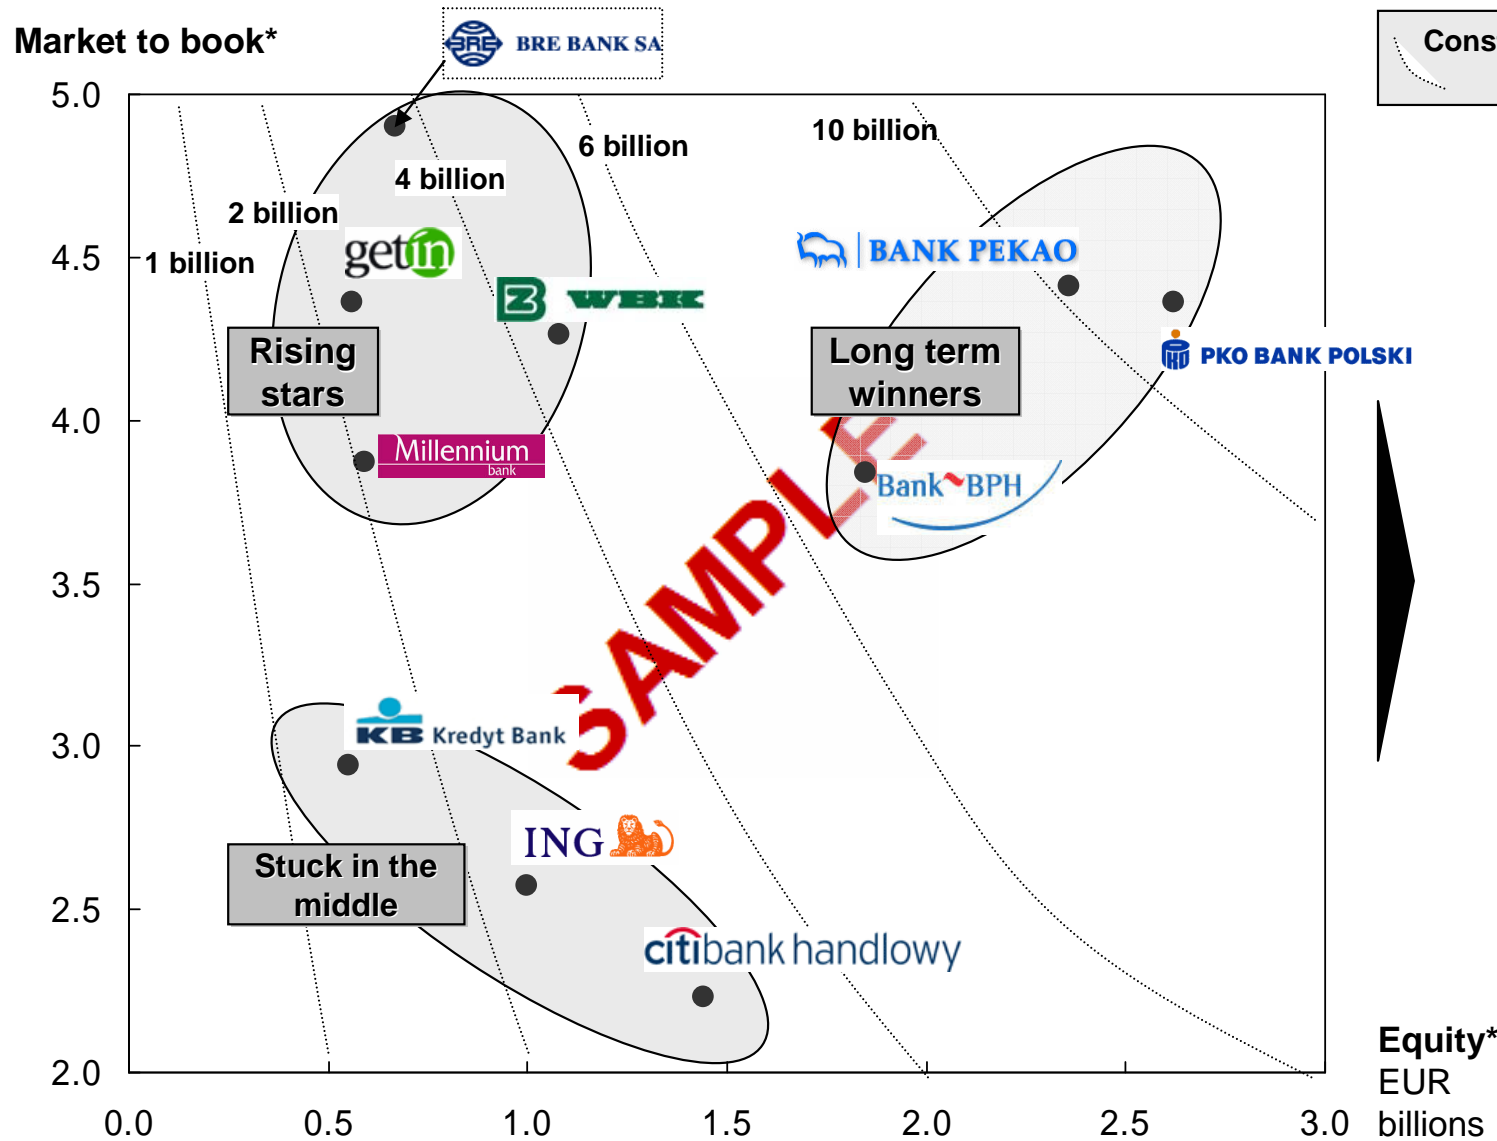 Market to book*
BRE BANK SA
Cons
5.0
6 billion
10 billion
4 billion
2 billion
getin
BANK PEKAO
4.5
1 billion
BZ WBK
Rising
stars
Long term
winners
PKO BANK POLSKI
4.0
Millennium
bank
Bank BPH
SAMPLE
3.5
3.0
KB Kredyt Bank
ING
Stuck in the
middle
2.5
citibank handlowy
2.0
Equity*
EUR
billions
0.0 0.5 1.0 1.5 2.0 2.5 3.0